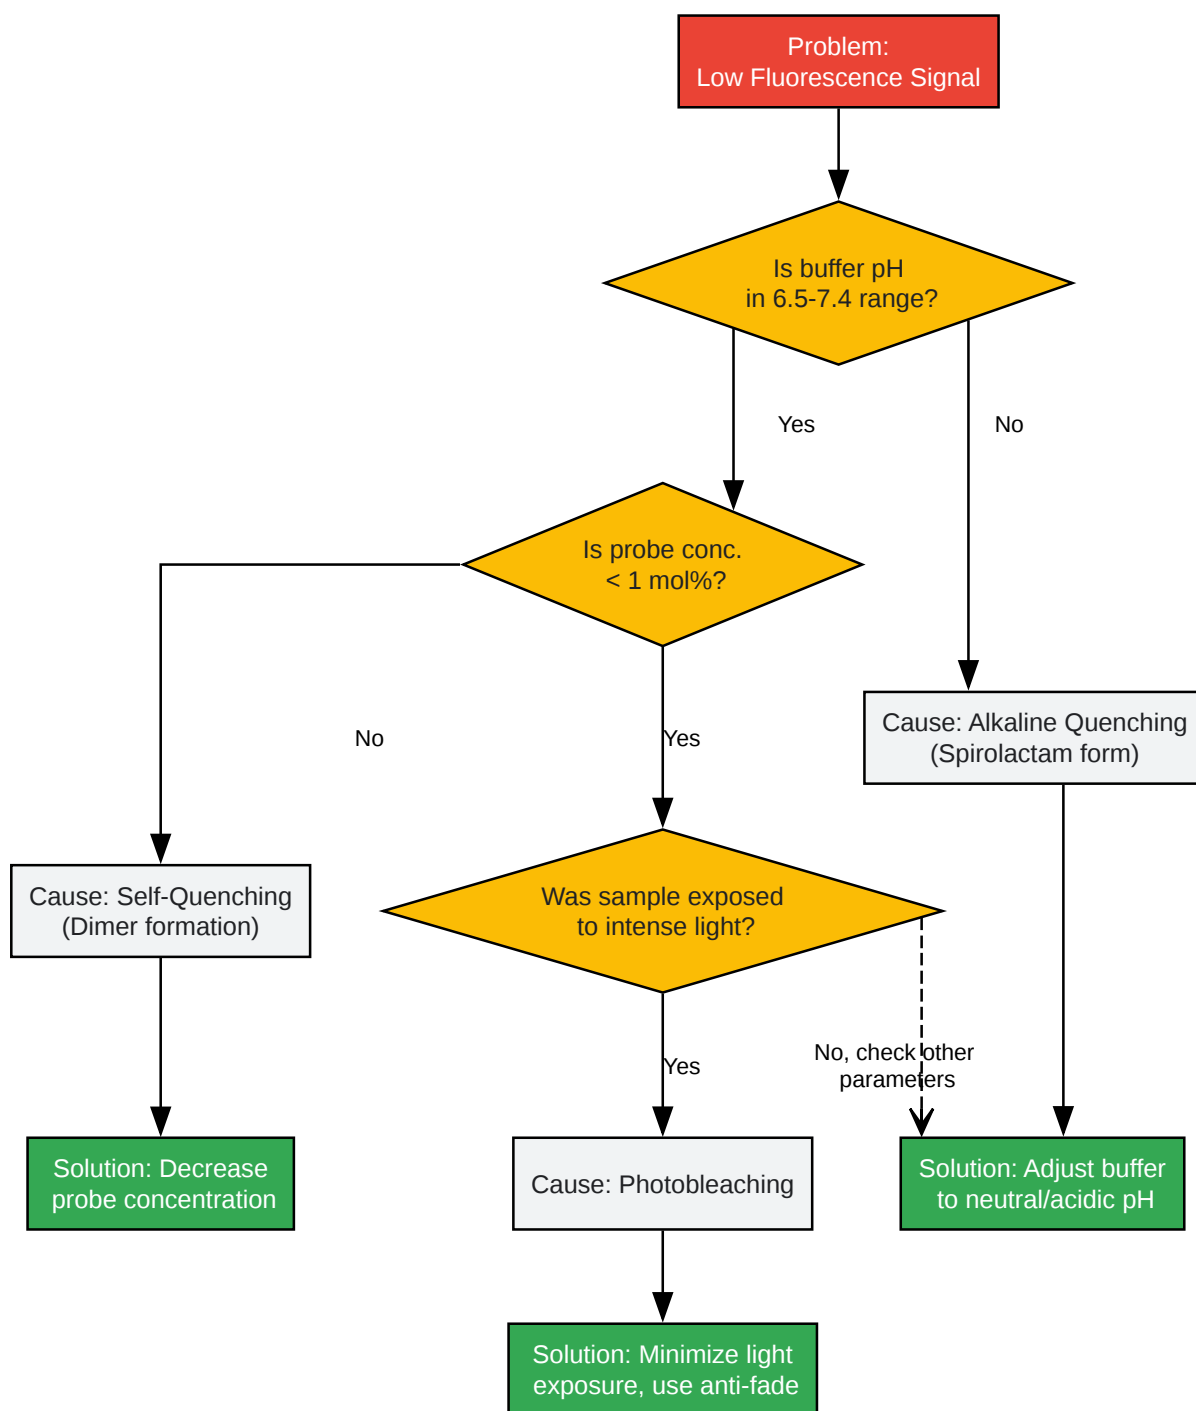 Problem:
Low Fluorescence Signal
Is buffer pH
in 6.5-7.4 range?
Yes
No
Is probe conc.
< 1 mol%?
No
Yes
Cause: Alkaline Quenching
(Spirolactam form)
Cause: Self-Quenching
(Dimer formation)
Was sample exposed
to intense light?
Yes
No, check other
parameters
Solution: Decrease
probe concentration
Cause: Photobleaching
Solution: Adjust buffer
to neutral/acidic pH
Solution: Minimize light
exposure, use anti-fade